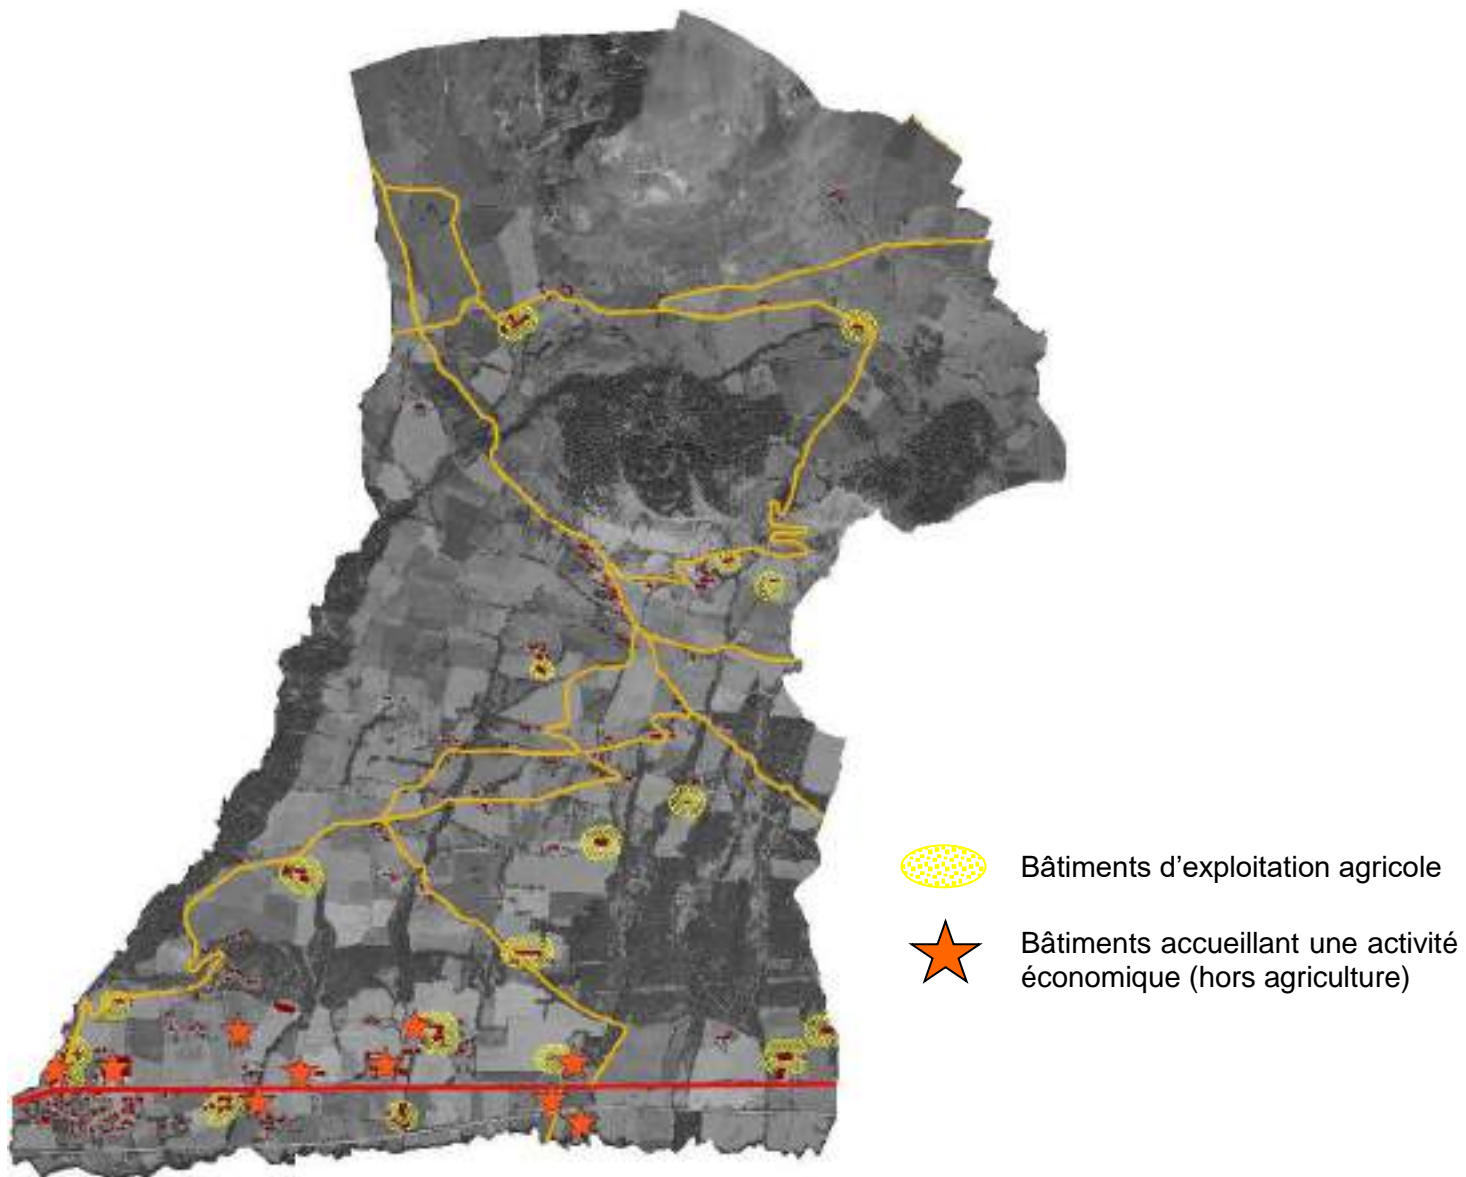 Bâtiments d’exploitation agricole
Bâtiments accueillant une activité
économique (hors agriculture)